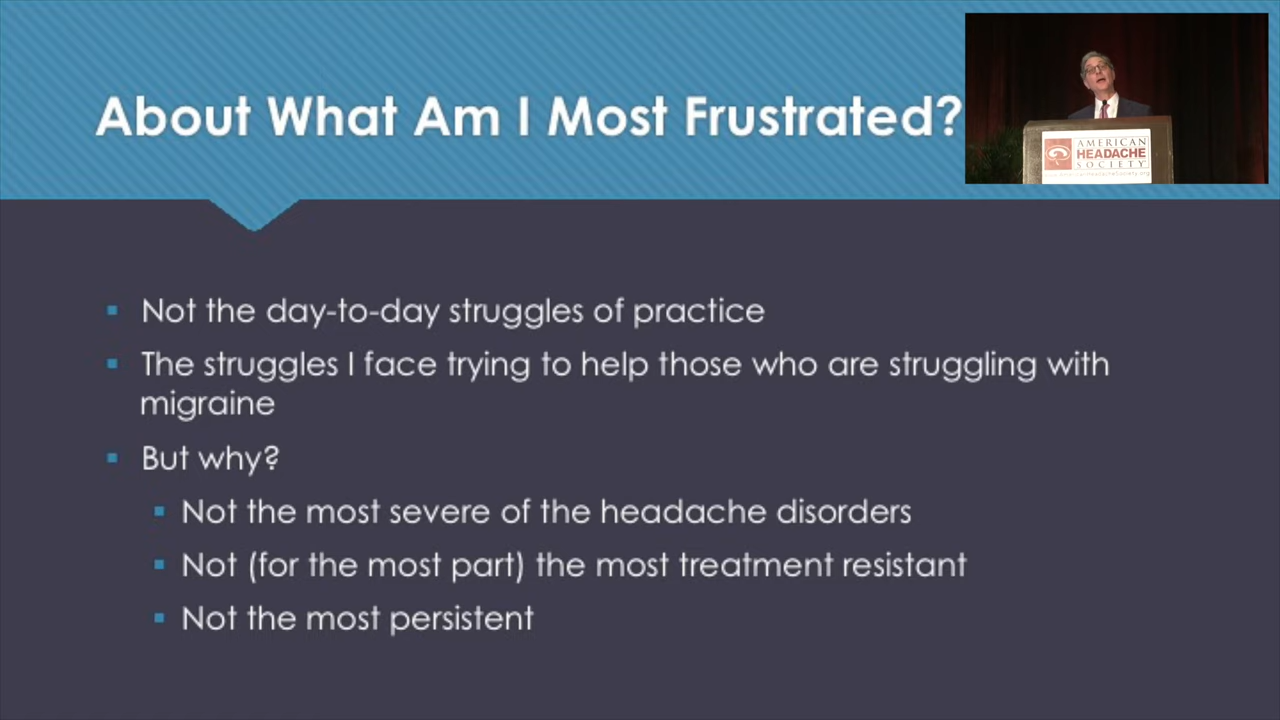 About What Am I Most Frustrated?
AMERICAN
HEADACHE
SOCIETY
Not the day-to-day struggles of practice
The struggles I face trying to help those who are struggling with
migraine
But why?
Not the most severe of the headache disorders
Not (for the most part) the most treatment resistant
Not the most persistent